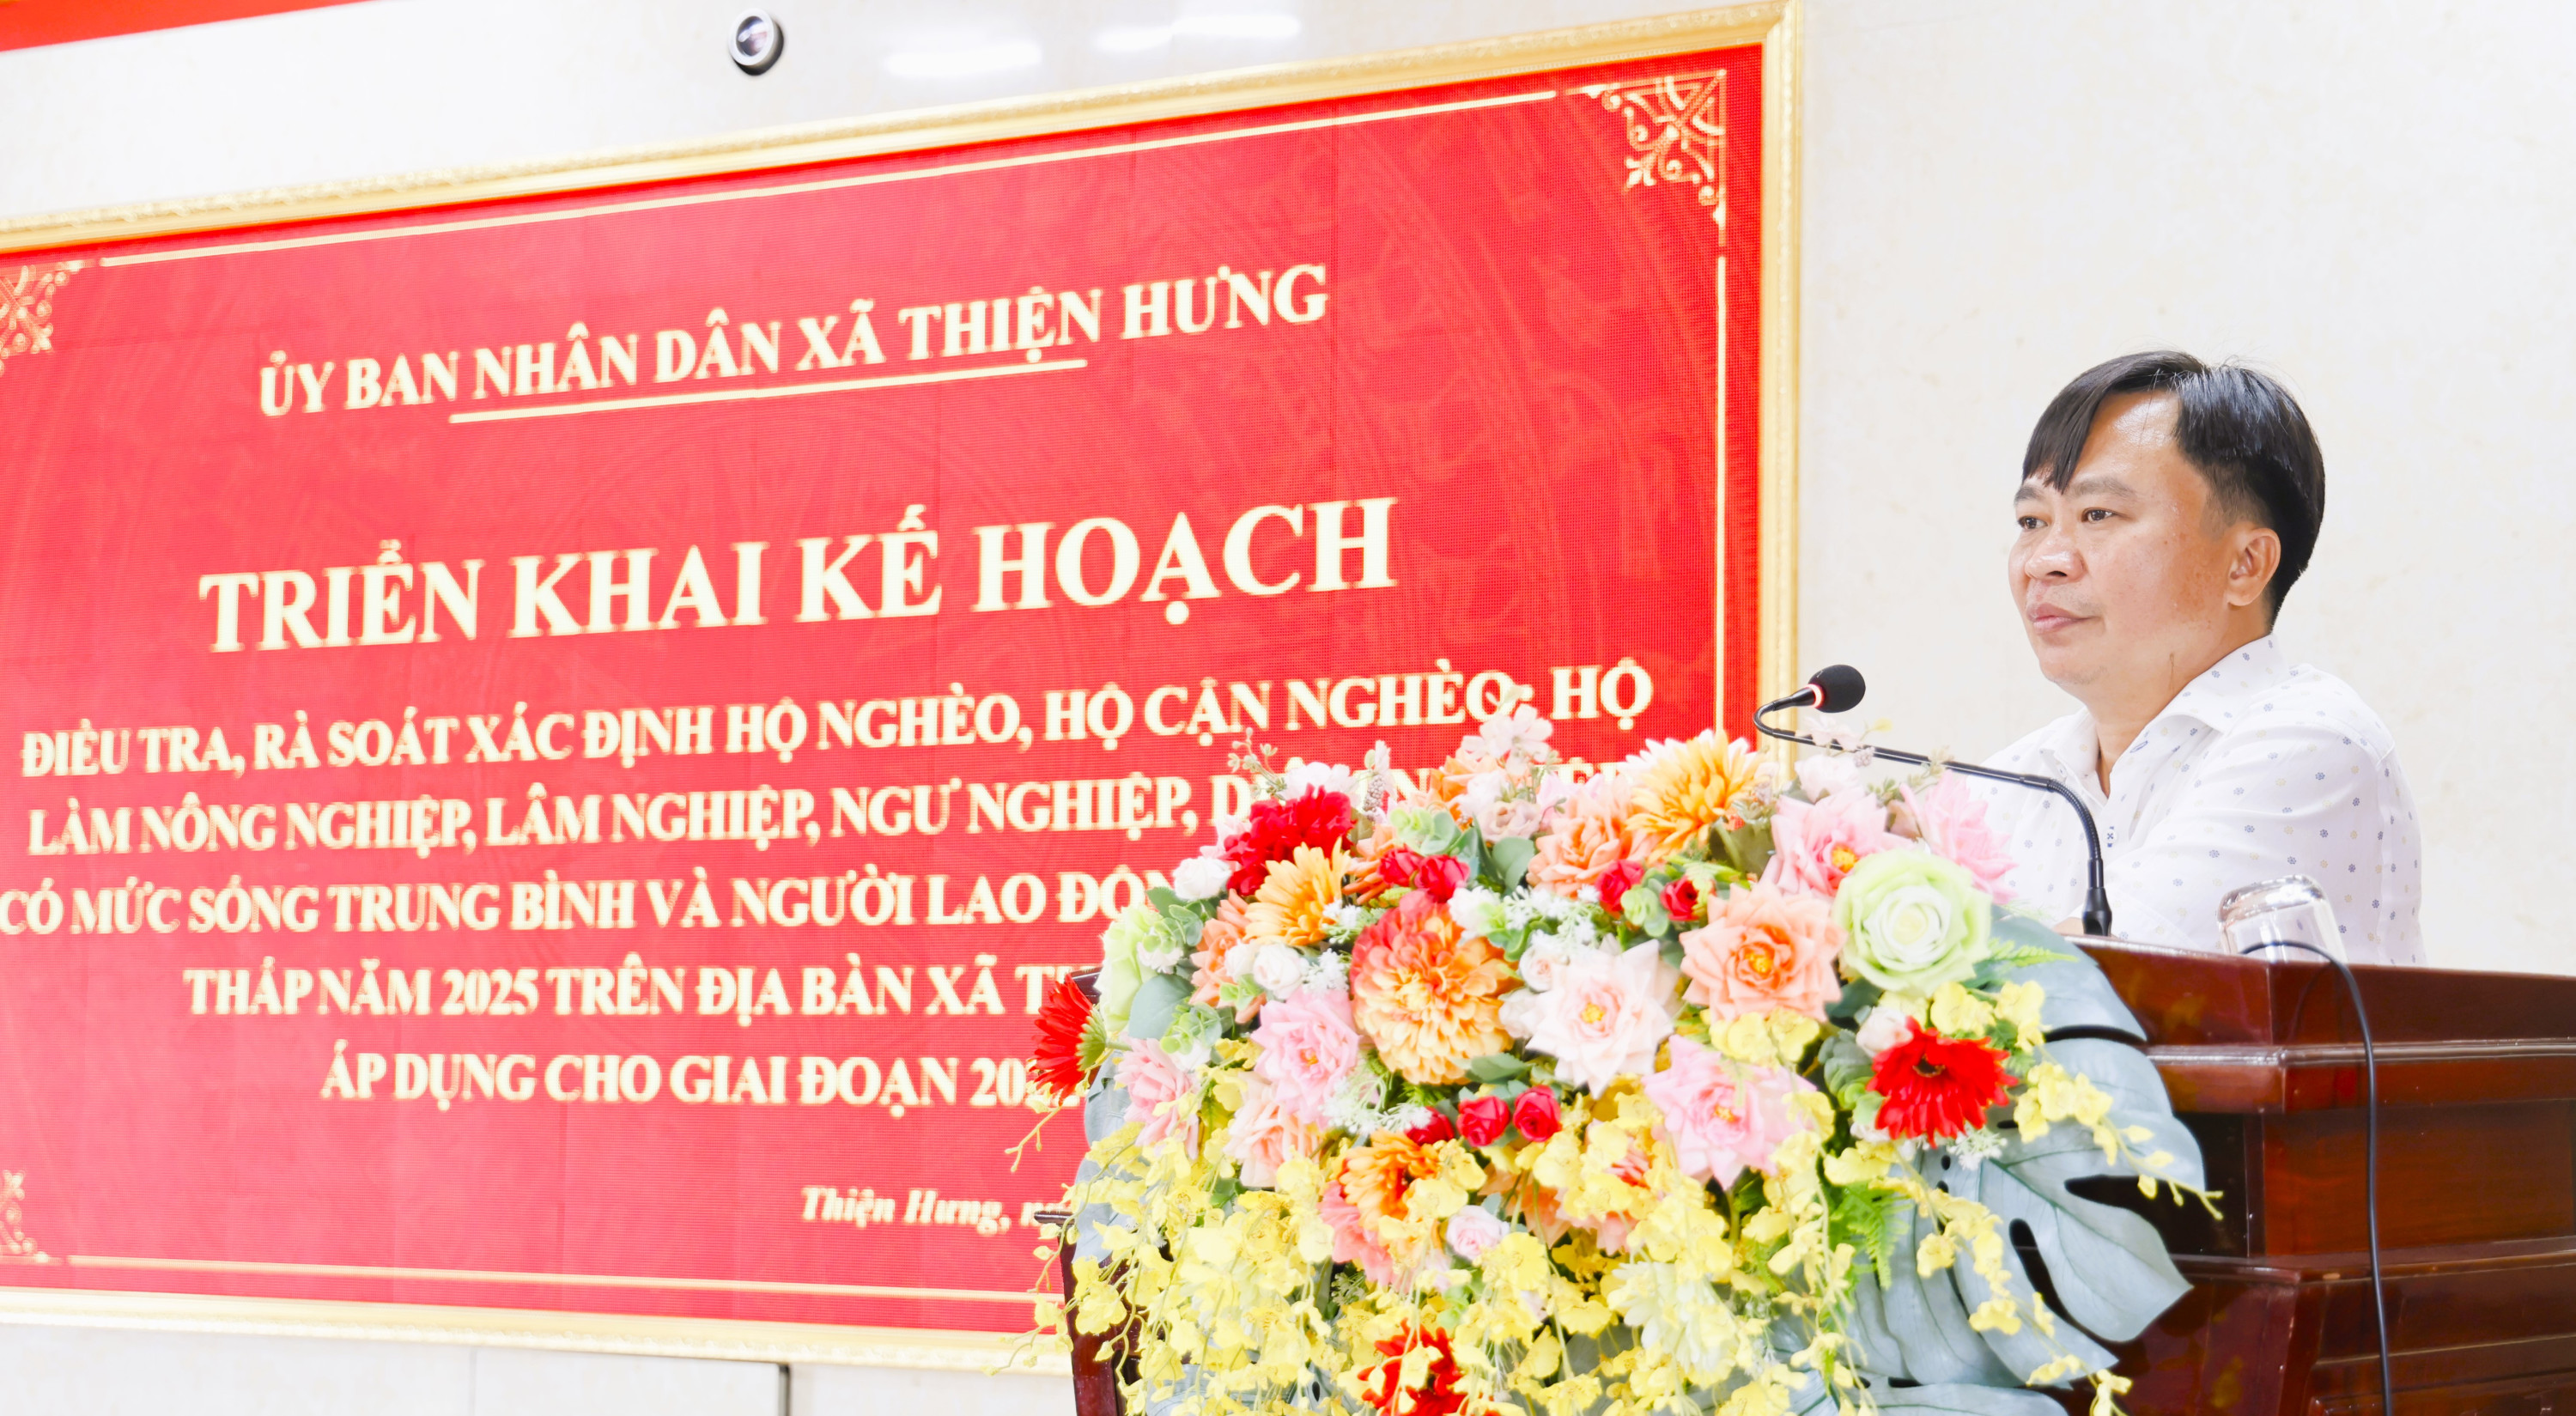 ỦY BAN NHÂN DÂN XÃ THIỆN HƯNG
TRIỂN KHAI KẾ HOẠCH
ĐIỀU TRA, RÀ SOÁT XÁC ĐỊNH HỘ NGHÈO, HỘ CẬN NGHÈO; HỘ
LÀM NÔNG NGHIỆP, LÂM NGHIỆP, NGƯ NGHIỆP,
CÓ MỨC SỐNG TRUNG BÌNH VÀ NGƯỜI LAO ĐỘN
THẤP NĂM 2025 TRÊN ĐỊA BÀN XÃ
ÁP DỤNG CHO GIAI ĐOẠN
Thiện Hưng,